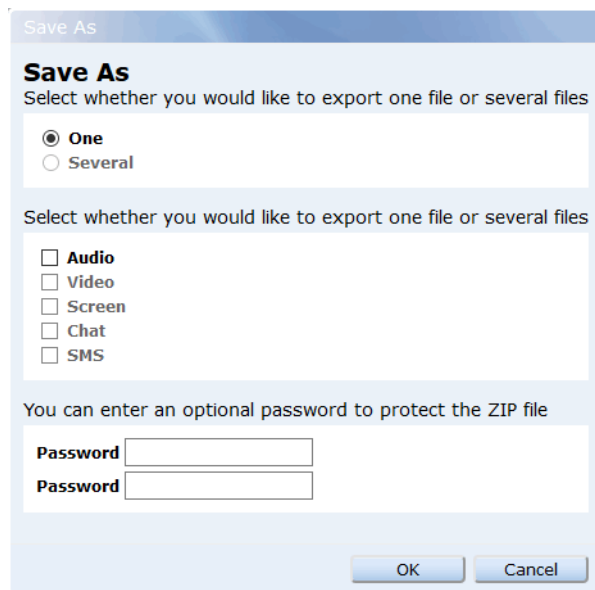 Save As
Save As
Select whether you would like to export one file or several files
One
Several
Select whether you would like to export one file or several files
Audio
Video
Screen
Chat
SMS
You can enter an optional password to protect the ZIP file
Password
Password
OK Cancel